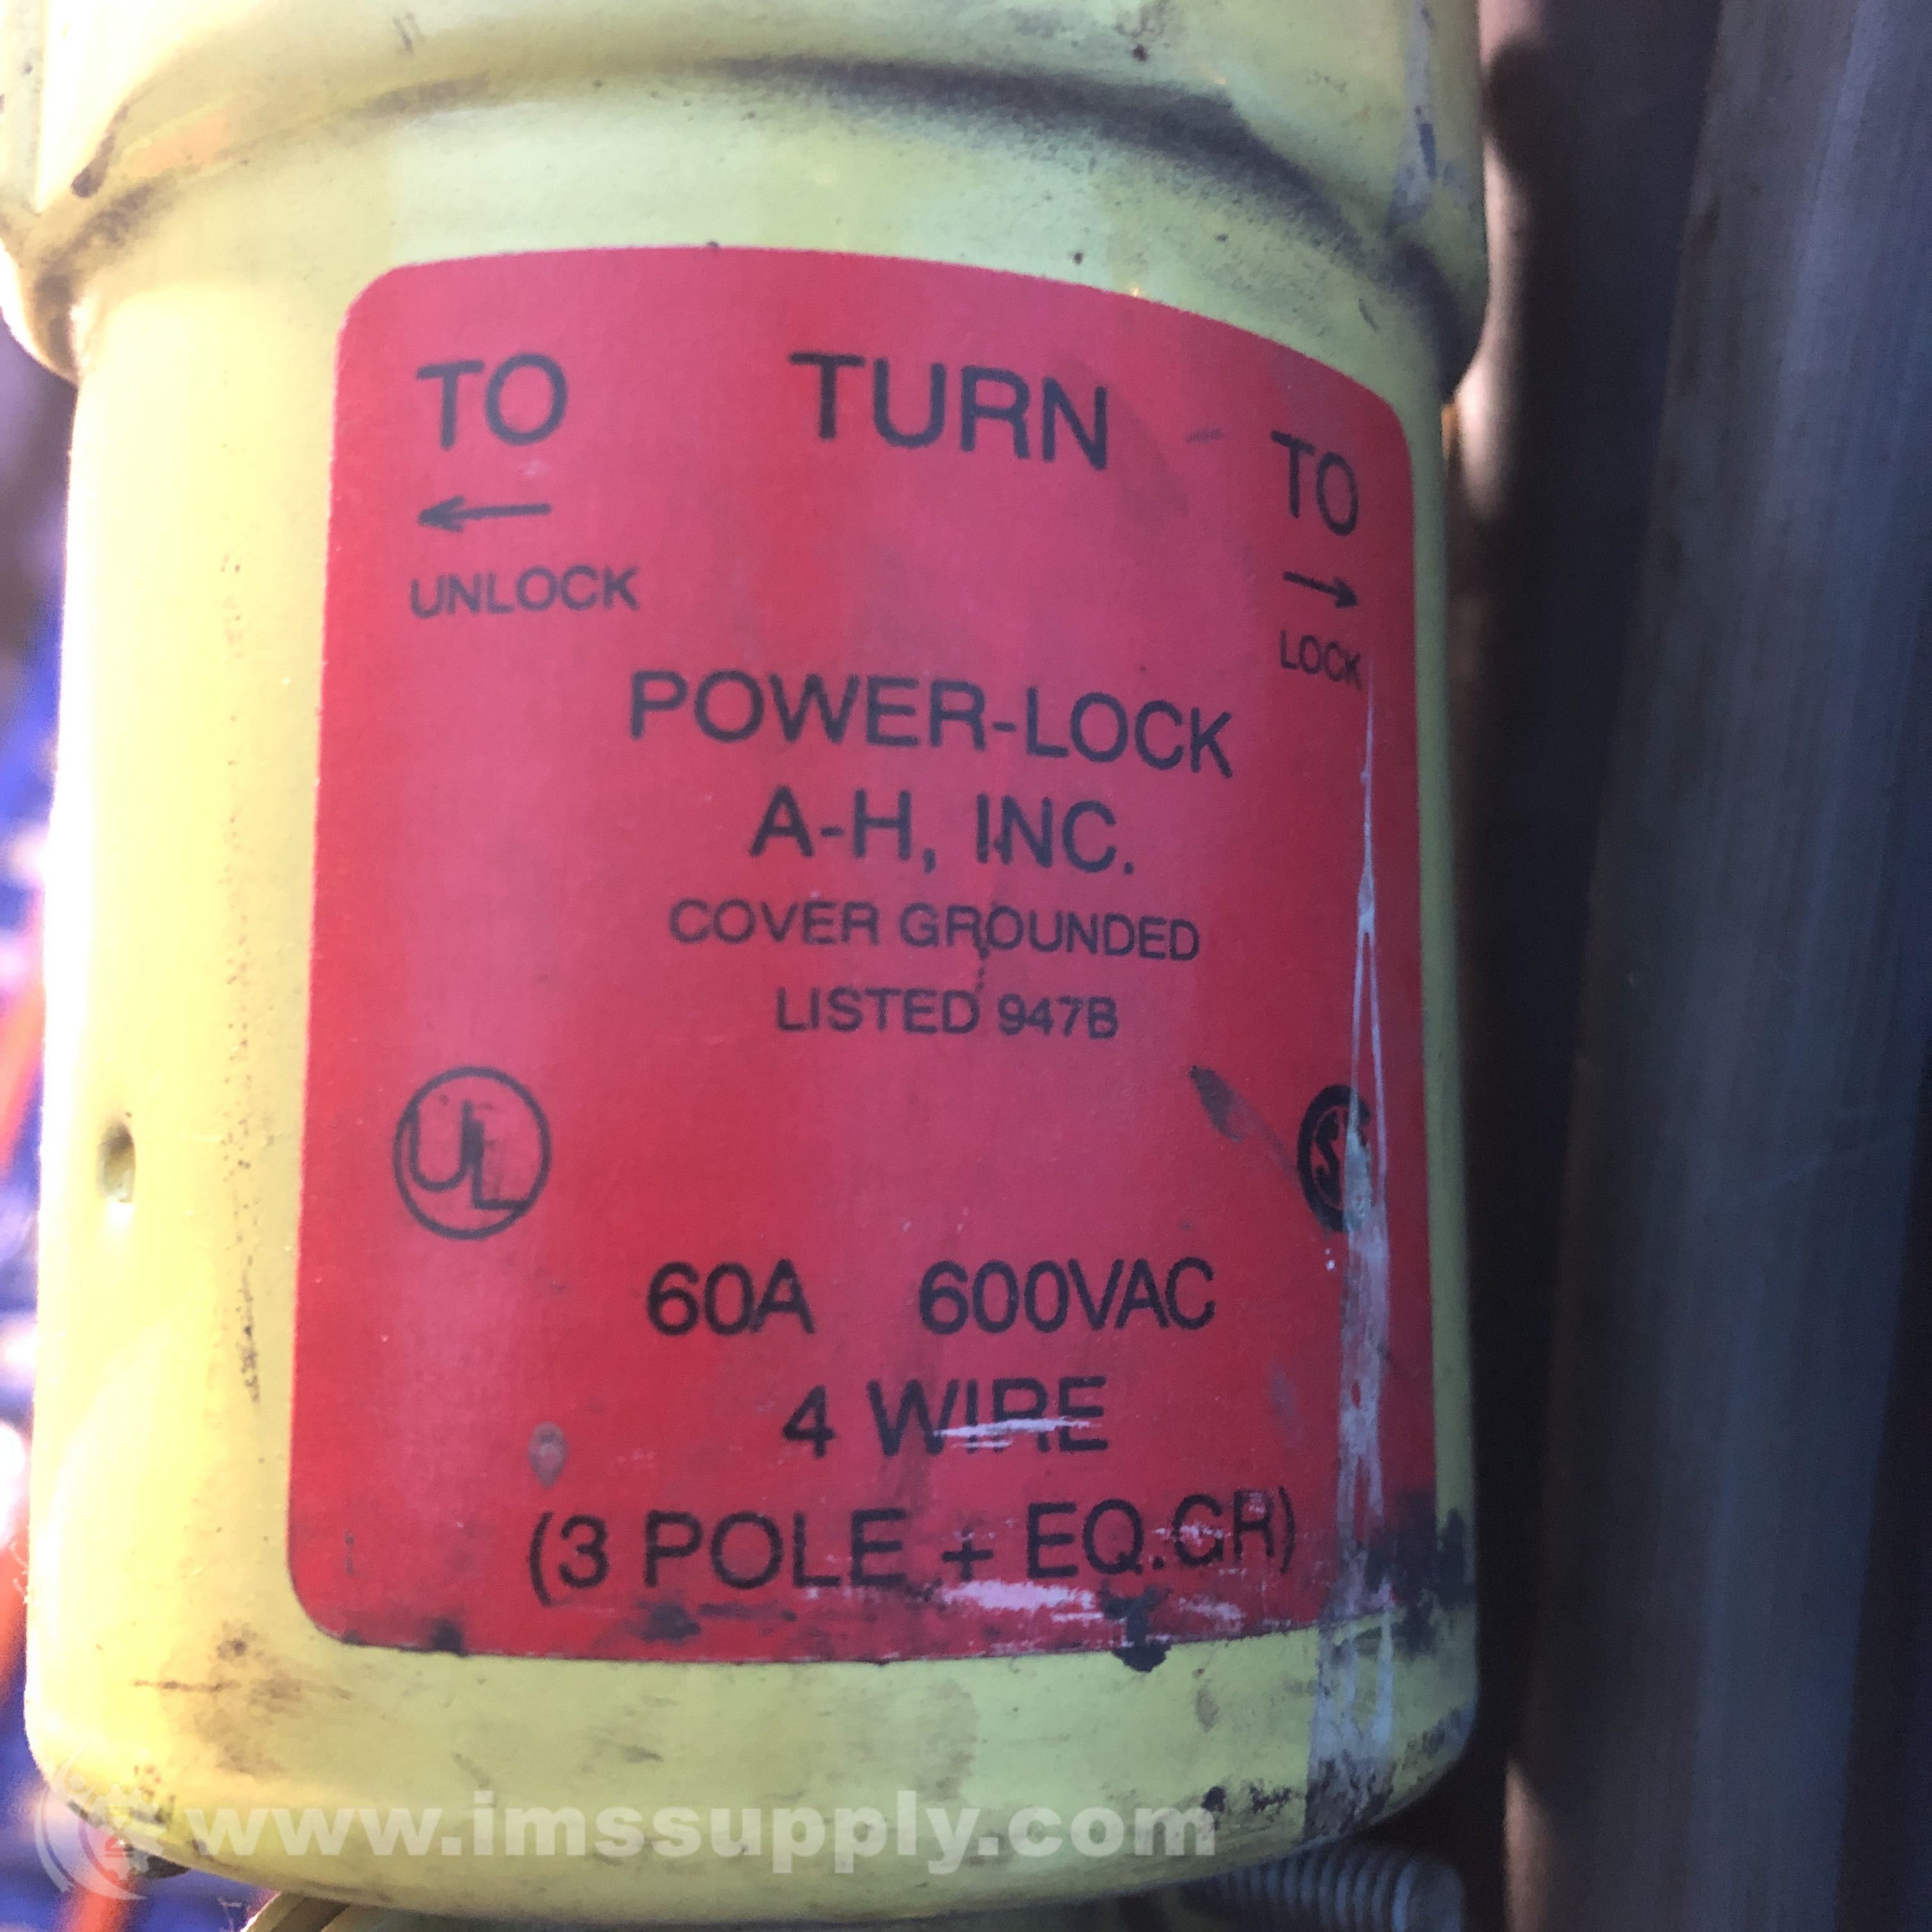 TO TURN TO
← →
UNLOCK LOCK
POWER-LOCK
A-H, INC.
COVER GROUNDED
LISTED 947B
UL
60A 600VAC
4 WIRE
(3 POLE + EQ.GR)
www.imssupply.com